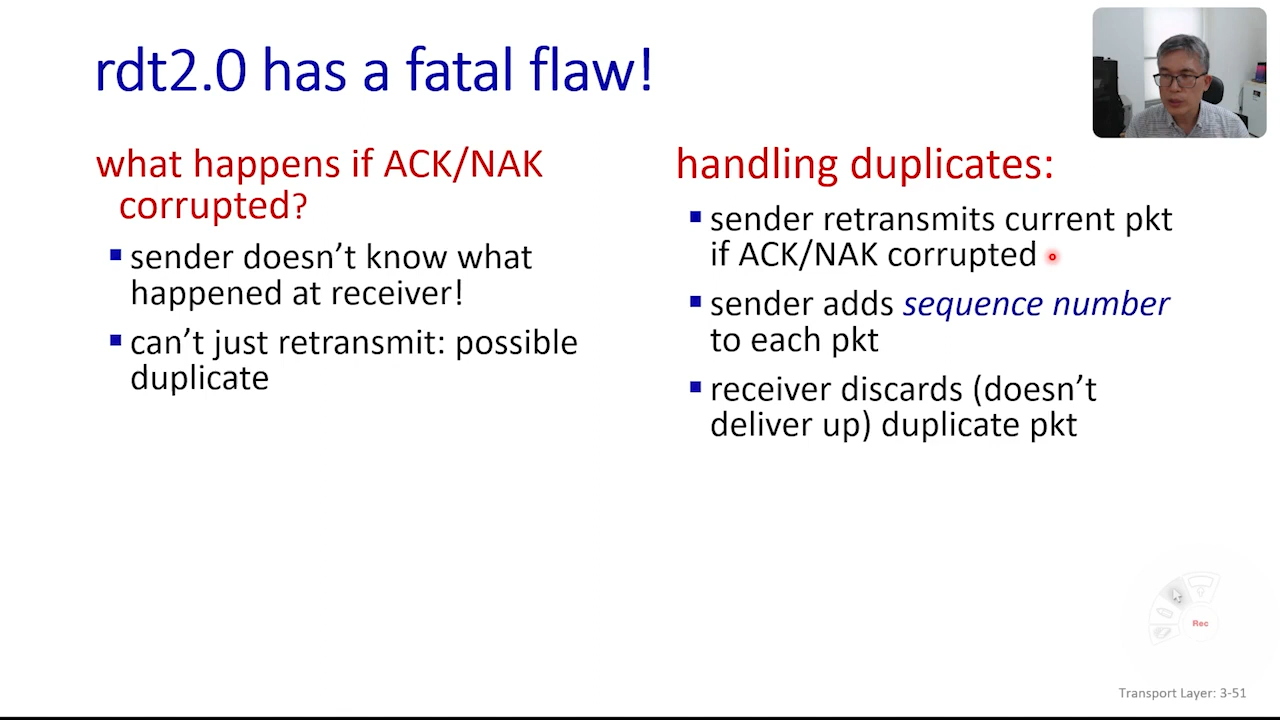 rdt2.0 has a fatal flaw!
what happens if ACK/NAK
corrupted?
▪ sender doesn’t know what
happened at receiver!
▪ can’t just retransmit: possible
duplicate
handling duplicates:
▪ sender retransmits current pkt
if ACK/NAK corrupted
▪ sender adds sequence number
to each pkt
▪ receiver discards (doesn’t
deliver up) duplicate pkt
Rec
Transport Layer: 3-51